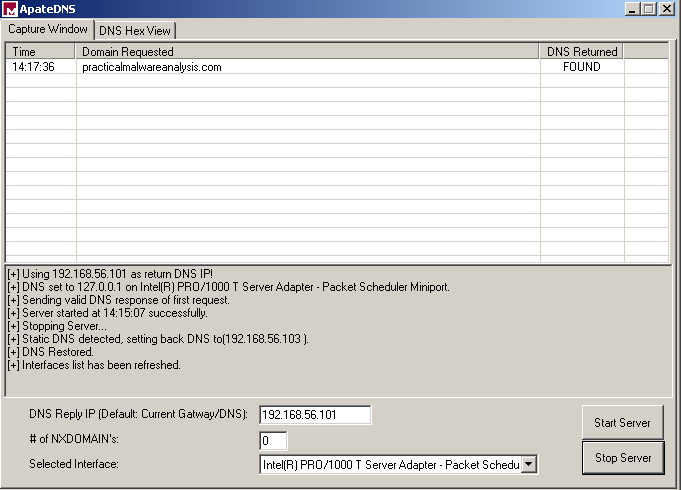 ApateDNS
Capture Window DNS Hex View
Time Domain Requested DNS Returned
14:17:36 practicalmalwareanalysis.com FOUND
[+] Using 192.168.56.101 as return DNS IP!
[+] DNS set to 127.0.0.1 on Intel(R) PRO/1000 T Server Adapter - Packet Scheduler Miniport.
[+] Sending valid DNS response of first request.
[+] Server started at 14:15:07 successfully.
[+] Stopping Server...
[+] Static DNS detected, setting back DNS to(192.168.56.103 ).
[+] DNS Restored.
[+] Interfaces list has been refreshed.
DNS Reply IP (Default: Current Gatway/DNS): 192.168.56.101
# of NXDOMAIN's: 0
Selected Interface: Intel(R) PRO/1000 T Server Adapter - Packet Schedu
Start Server
Stop Server